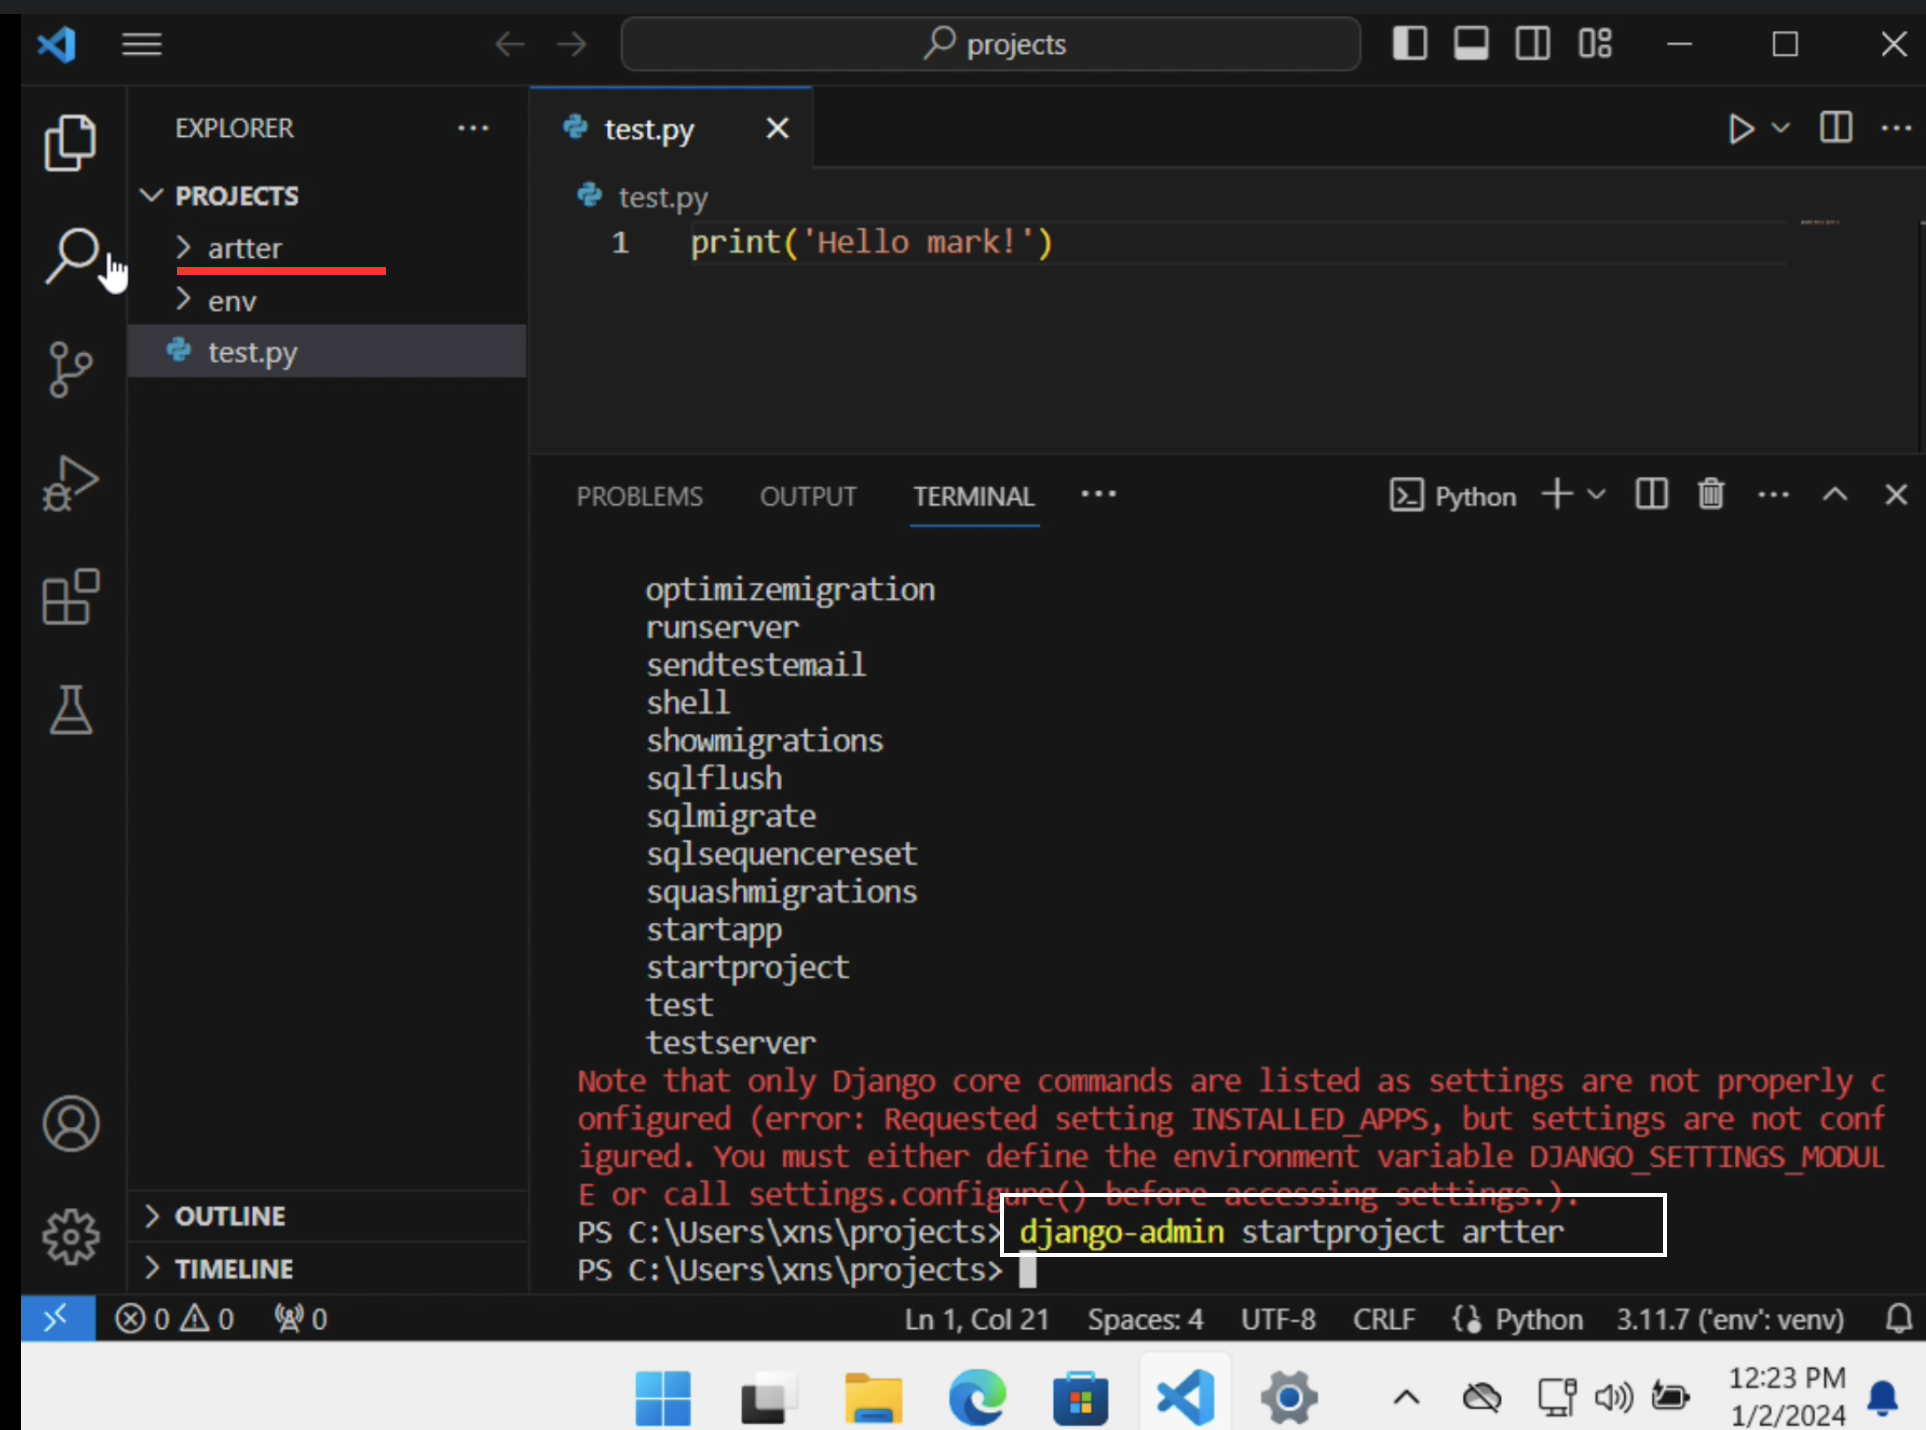 projects
EXPLORER
test.py
PROJECTS
artter
env
test.py
test.py
1 print('Hello mark!')
PROBLEMS OUTPUT TERMINAL
Python
optimizemigration
runserver
sendtestemail
shell
showmigrations
sqlflush
sqlmigrate
sqlsequencereset
squashmigrations
startapp
startproject
test
testserver
Note that only Django core commands are listed as settings are not properly c
onfigured (error: Requested setting INSTALLED_APPS, but settings are not conf
igured. You must either define the environment variable DJANGO_SETTINGS_MODUL
E or call settings.configure() before accessing settings.).
PS C:\Users\xns\projects> django-admin startproject artter
PS C:\Users\xns\projects>
OUTLINE
TIMELINE
0 0 0 Ln 1, Col 21 Spaces: 4 UTF-8 CRLF Python 3.11.7 ('env': venv)
12:23 PM
1/2/2024